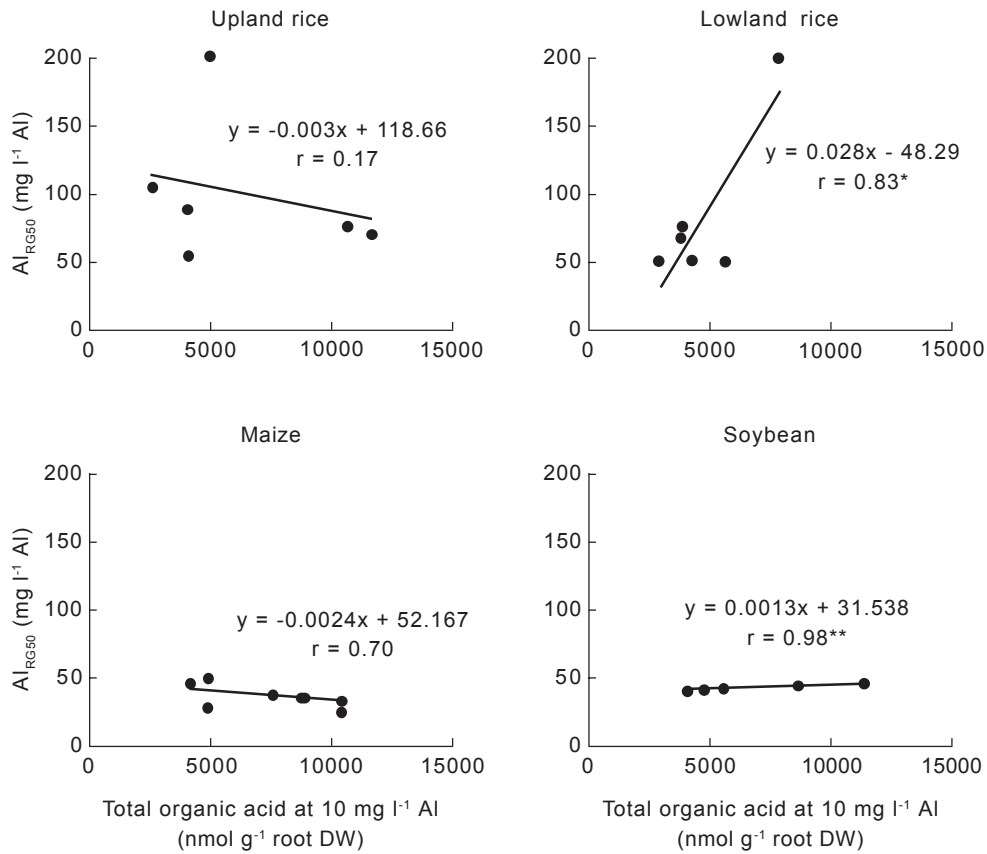 Upland rice
Al_RG50 (mg l⁻¹ Al)
200
150
100
50
0
0 5000 10000 15000
y = -0.003x + 118.66
r = 0.17
Lowland rice
200
150
100
50
0
0 5000 10000 15000
y = 0.028x - 48.29
r = 0.83*
Maize
Al_RG50 (mg l⁻¹ Al)
200
150
100
50
0
0 5000 10000 15000
y = -0.0024x + 52.167
r = 0.70
Total organic acid at 10 mg l⁻¹ Al
(nmol g⁻¹ root DW)
Soybean
200
150
100
50
0
0 5000 10000 15000
y = 0.0013x + 31.538
r = 0.98**
Total organic acid at 10 mg l⁻¹ Al
(nmol g⁻¹ root DW)